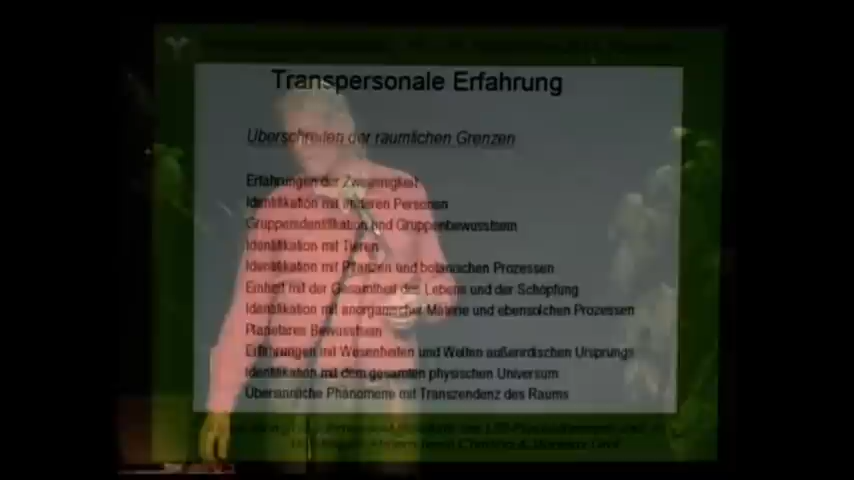 Transpersonale Erfahrung
Überschreiten der räumlichen Grenzen
Erfahrungen der Zweieinigkeit
Identifikation mit anderen Personen
Gruppenidentifikation und Gruppenbewusstsein
Identifikation mit Tieren
Identifikation mit Pflanzen und botanischen Prozessen
Einheit mit der Gesamtheit des Lebens und der Schöpfung
Identifikation mit anorganischer Materie und ebensolchen Prozessen
Planetares Bewusstsein
Erfahrungen mit Wesenheiten und Welten außerirdischen Ursprungs
Identifikation mit dem gesamten physischen Universum
Übersinnliche Phänomene mit Transzendenz des Raums